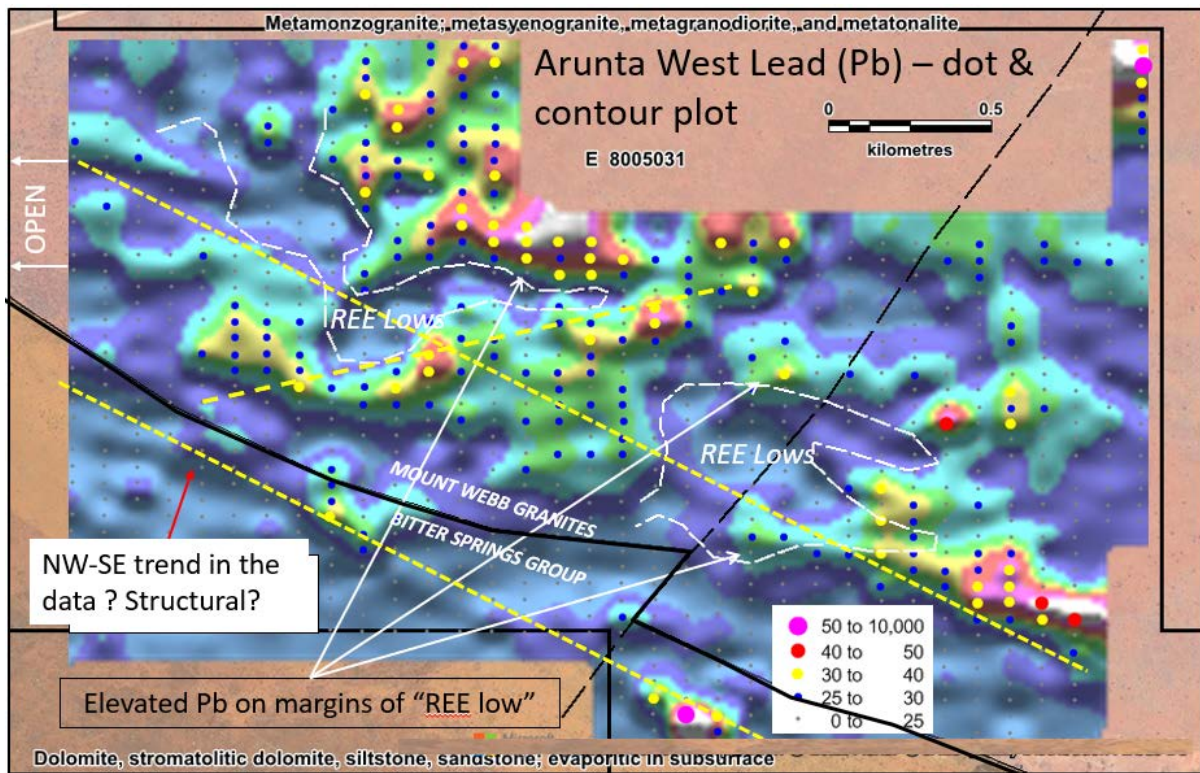 Metamonzogranite; metasyenogranite, metagranodiorite, and metatonalite
Arunta West Lead (Pb) – dot &
contour plot
0 0.5
kilometres
E 8005031
OPEN
REE Lows
REE Lows
MOUNT WEBB GRANITES
BITTER SPRINGS GROUP
NW-SE trend in the
data ? Structural?
50 to 10,000
40 to 50
30 to 40
25 to 30
0 to 25
Elevated Pb on margins of “REE low”
Dolomite, stromatolitic dolomite, siltstone, sandstone; evaporitic in subsurface